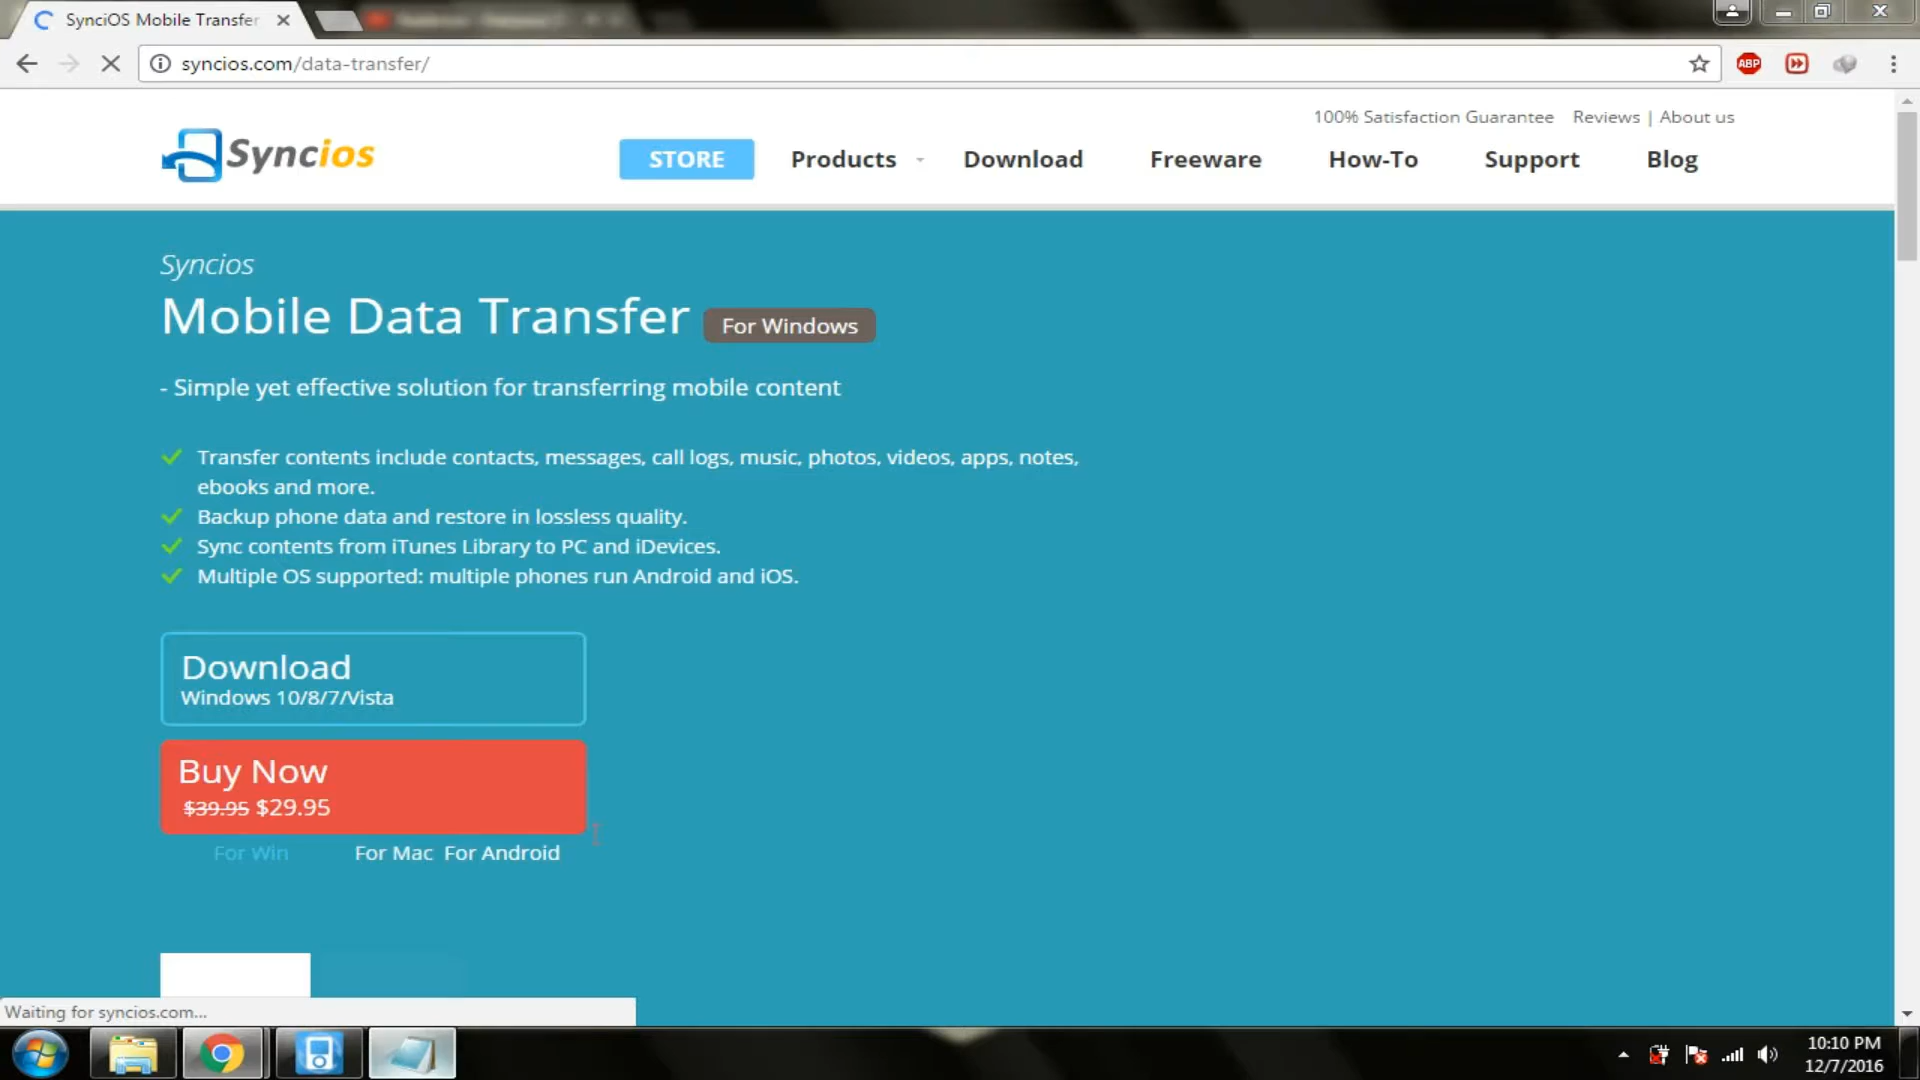 SynciOS Mobile Transfer
syncios.com/data-transfer/
ABP
100% Satisfaction Guarantee Reviews | About us
Syncios
STORE Products Download Freeware How-To Support Blog
Syncios
Mobile Data Transfer For Windows
- Simple yet effective solution for transferring mobile content
Transfer contents include contacts, messages, call logs, music, photos, videos, apps, notes,
ebooks and more.
Backup phone data and restore in lossless quality.
Sync contents from iTunes Library to PC and iDevices.
Multiple OS supported: multiple phones run Android and iOS.
Download
Windows 10/8/7/Vista
Buy Now
$39.95 $29.95
For Win For Mac For Android
Waiting for syncios.com...
10:10 PM
12/7/2016